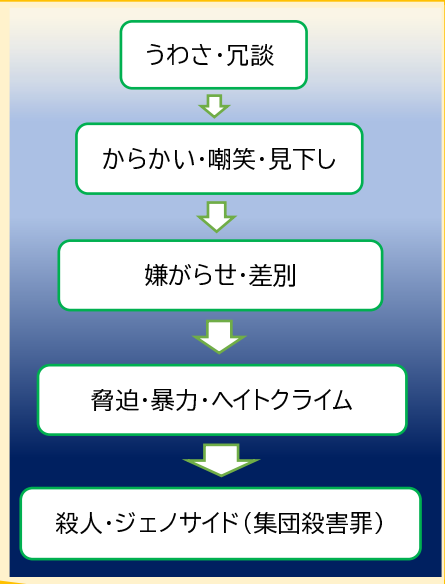 うわさ・冗談
からかい・嘲笑・見下し
嫌がらせ・差別
脅迫・暴力・ヘイトクライム
殺人・ジェノサイド（集団殺害罪）